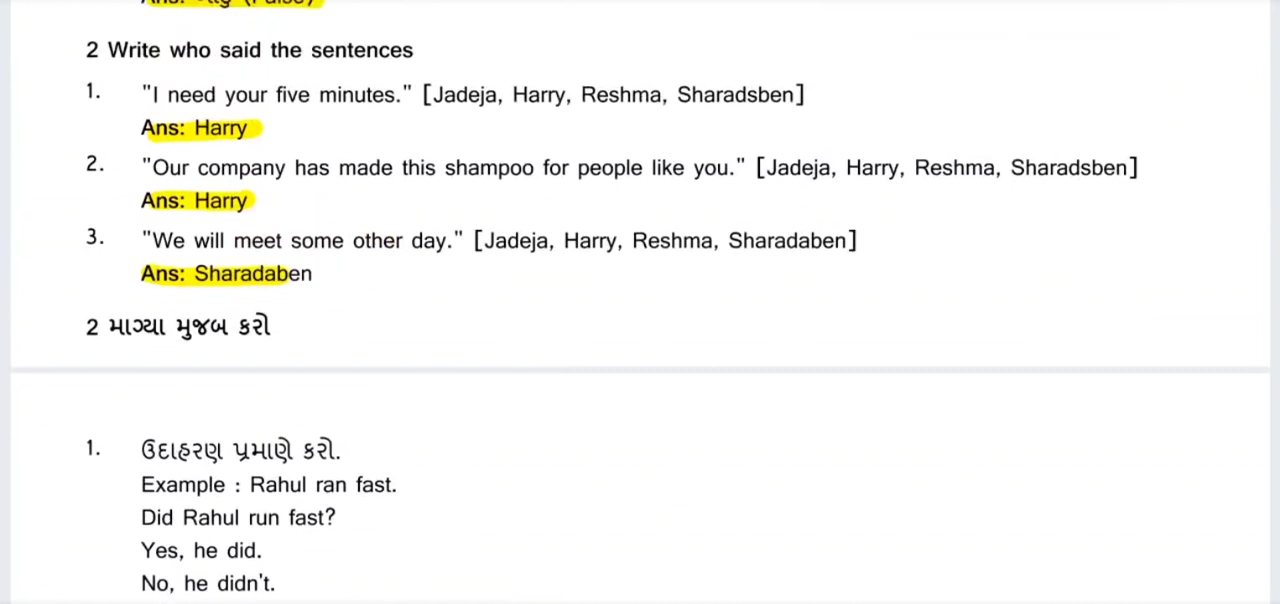 2 Write who said the sentences
1. "I need your five minutes." [Jadeja, Harry, Reshma, Sharadsben]
Ans: Harry
2. "Our company has made this shampoo for people like you." [Jadeja, Harry, Reshma, Sharadsben]
Ans: Harry
3. "We will meet some other day." [Jadeja, Harry, Reshma, Sharadaben]
Ans: Sharadaben
2 માગ્યા મુજબ કરો
1. ઉદાહરણ પ્રમાણે કરો.
Example : Rahul ran fast.
Did Rahul run fast?
Yes, he did.
No, he didn't.